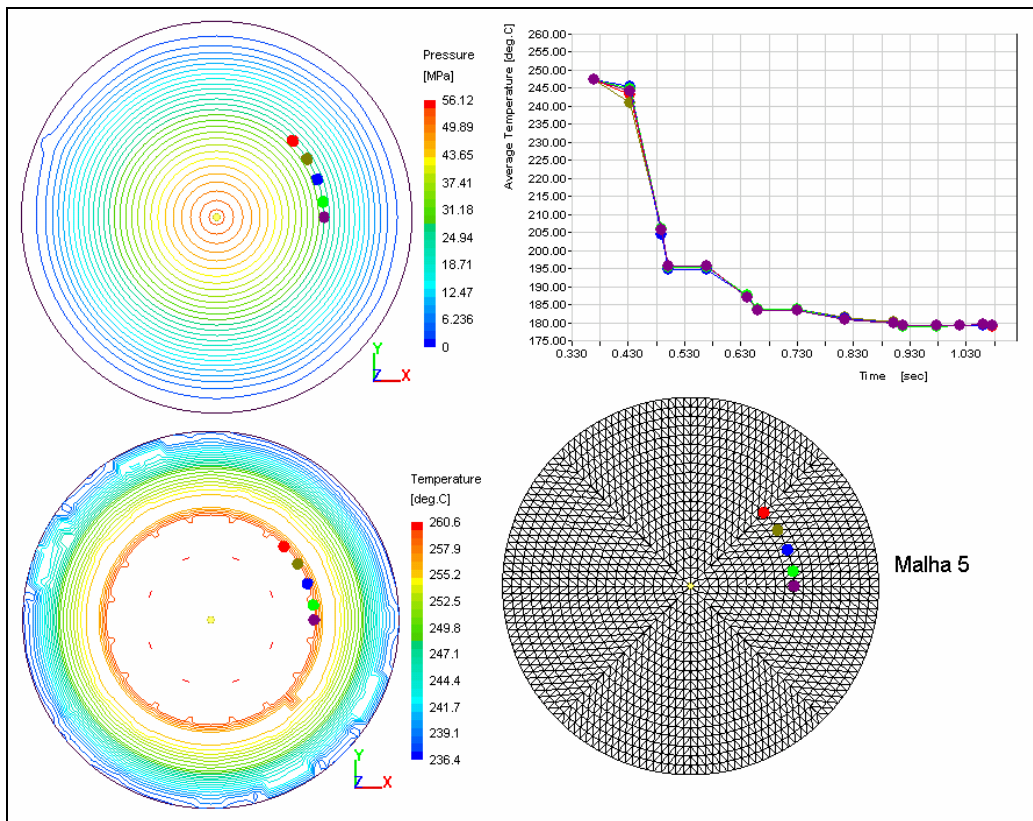 Pressure
[MPa]
56.12
49.89
43.65
37.41
31.18
24.94
18.71
12.47
6.236
0
Y
Z
X
Average Temperature [deg.C]
260.00
255.00
250.00
245.00
240.00
235.00
230.00
225.00
220.00
215.00
210.00
205.00
200.00
195.00
190.00
185.00
180.00
175.00
0.330 0.430 0.530 0.630 0.730 0.830 0.930 1.030
Time [sec]
Temperature
[deg.C]
260.6
257.9
255.2
252.5
249.8
247.1
244.4
241.7
239.1
236.4
Y
Z
X
Malha 5